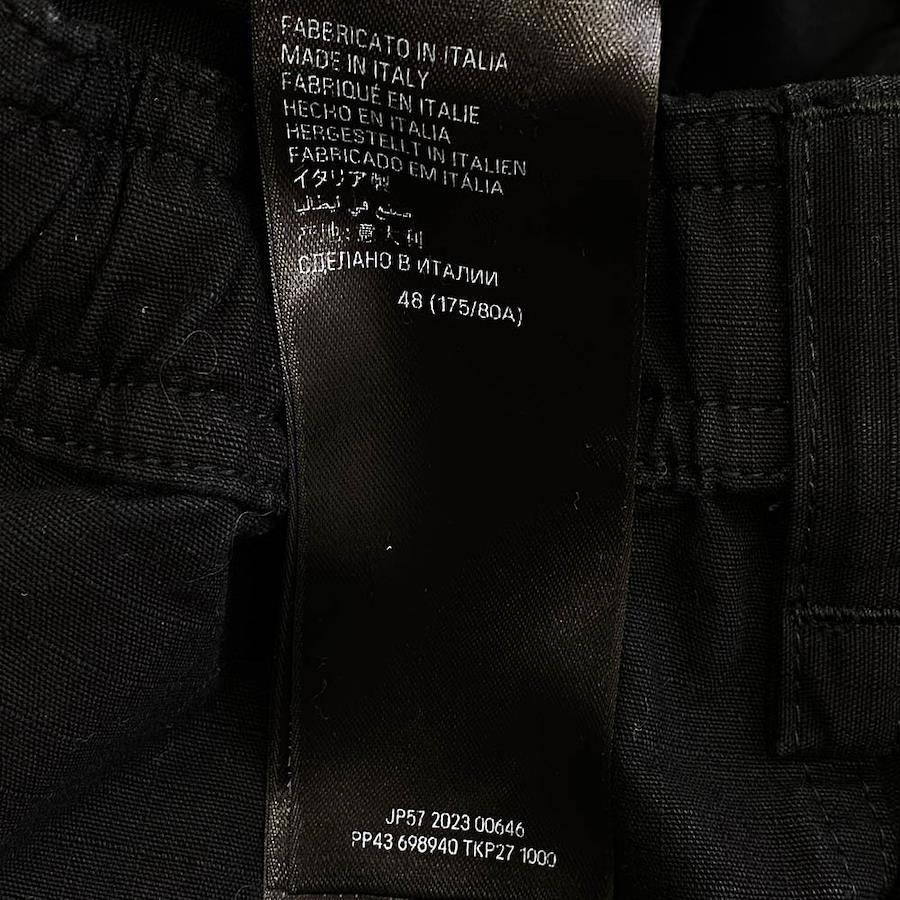 FABBRICATO IN ITALIA
MADE IN ITALY
FABRIQUÉ EN ITALIE
HECHO EN ITALIA
HERGESTELLT IN ITALIEN
FABRICADO EM ITÁLIA
イタリア製
صنع في ايطاليا
产地: 意大利
СДЕЛАНО В ИТАЛИИ
48 (175/80A)
JP57 2023 00646
PP43 698940 TKP27 1000